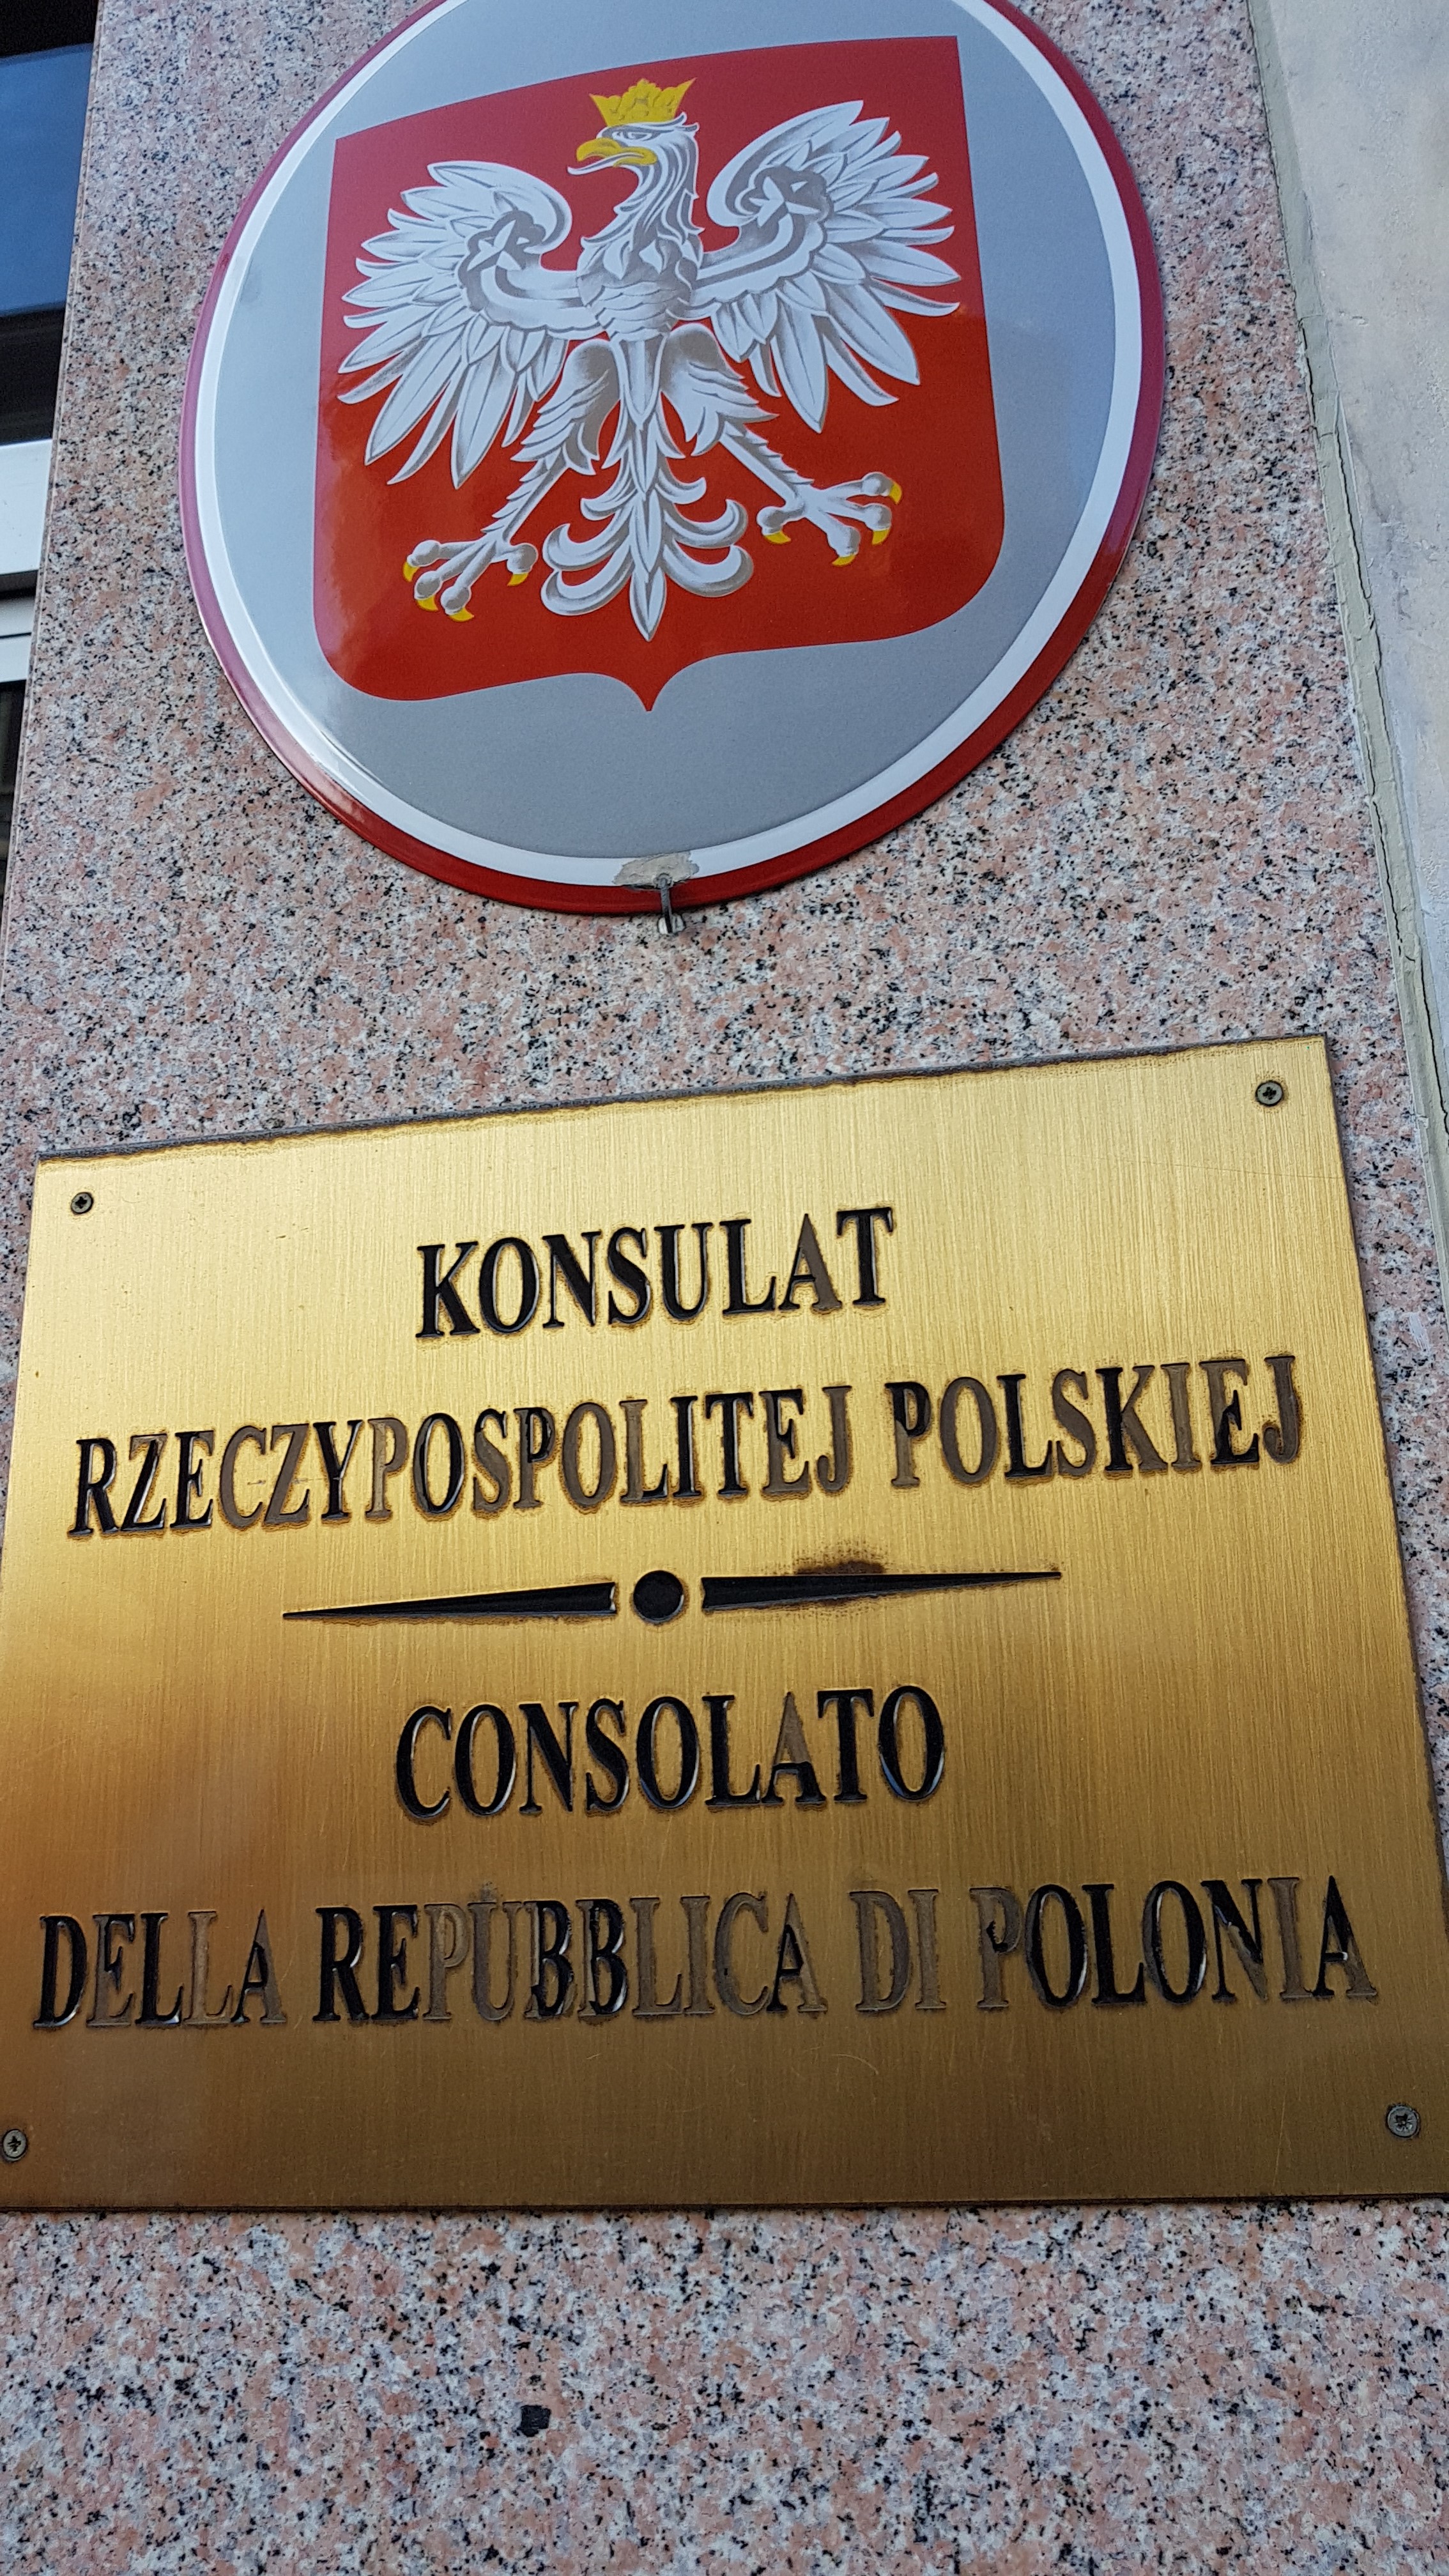 KONSULAT
RZECZYPOSPOLITEJ POLSKIEJ
CONSOLATO
DELLA REPUBBLICA DI POLONIA